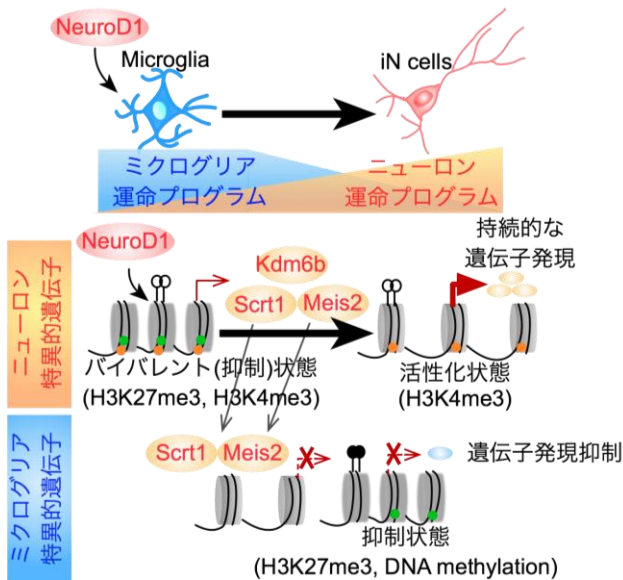 NeuroD1
Microglia
iN cells
ミクログリア
運命プログラム
ニューロン
運命プログラム
ニューロン
特異的遺伝子
NeuroD1
Kdm6b
Scrt1
Meis2
持続的な
遺伝子発現
バイバレント(抑制)状態
(H3K27me3, H3K4me3)
活性化状態
(H3K4me3)
ミクログリア
特異的遺伝子
Scrt1
Meis2
遺伝子発現抑制
抑制状態
(H3K27me3, DNA methylation)